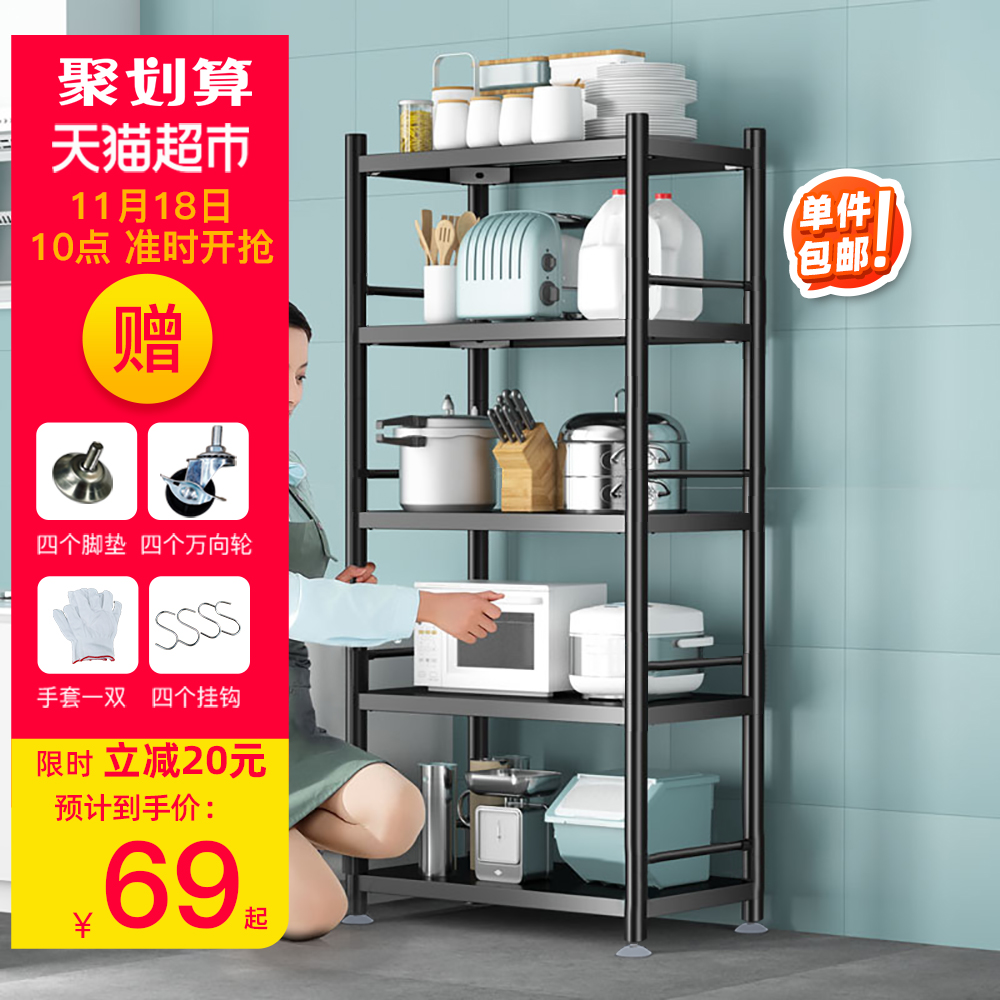 聚划算
天猫超市
11月18日
10点 准时开抢
赠
四个脚垫 四个万向轮
手套一双 四个挂钩
限时 立减20元
预计到手价：
¥69起
单件
包邮!